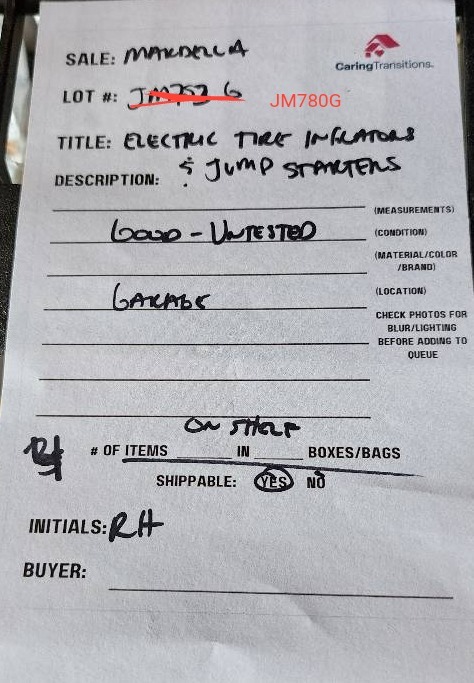 CaringTransitions
SALE: MANDELLA
LOT #: JM7526 JM780G
TITLE: ELECTRIC TIRE INFLATORS
DESCRIPTION: & JUMP STARTERS
(MEASUREMENTS)
GOOD - UNTESTED (CONDITION)
(MATERIAL/COLOR
/BRAND)
GARAGE (LOCATION)
CHECK PHOTOS FOR
BLUR/LIGHTING
BEFORE ADDING TO
QUEUE
ON SHELF
# OF ITEMS IN BOXES/BAGS
SHIPPABLE: YES NO
INITIALS: RH
BUYER: